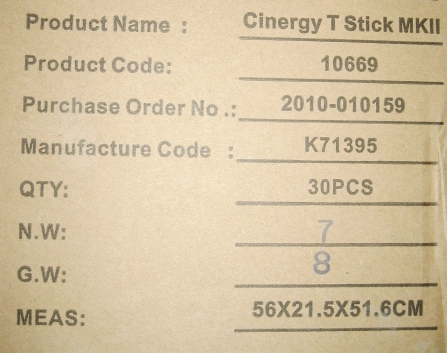 Product Name : Cinergy T Stick MKII
Product Code: 10669
Purchase Order No .: 2010-010159
Manufacture Code : K71395
QTY: 30PCS
N.W: 7
G.W: 8
MEAS: 56X21.5X51.6CM